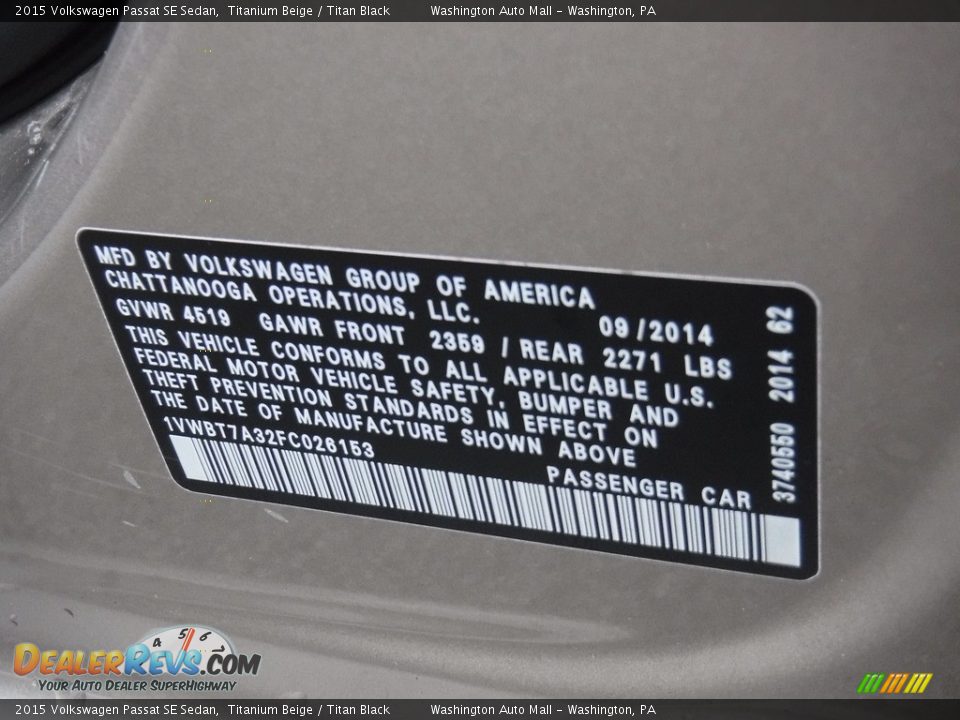 2015 Volkswagen Passat SE Sedan, Titanium Beige / Titan Black Washington Auto Mall - Washington, PA
MFD BY VOLKSWAGEN GROUP OF AMERICA
CHATTANOOGA OPERATIONS, LLC.
09/2014
GVWR 4519 GAWR FRONT 2359 / REAR 2271 LBS
THIS VEHICLE CONFORMS TO ALL APPLICABLE U.S.
FEDERAL MOTOR VEHICLE SAFETY, BUMPER AND
THEFT PREVENTION STANDARDS IN EFFECT ON
THE DATE OF MANUFACTURE SHOWN ABOVE
1VWBT7A32FC026153
PASSENGER CAR
3740550 2014 62
4 5 6
DealerRevs.com
Your Auto Dealer SuperHighway
2015 Volkswagen Passat SE Sedan, Titanium Beige / Titan Black Washington Auto Mall - Washington, PA